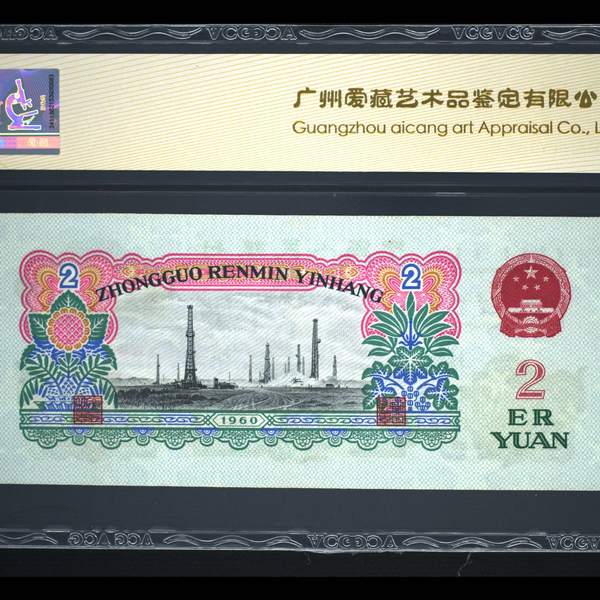 VCGVCG
广州爱藏艺术品鉴定有限公
Guangzhou aicang art Appraisal Co., L
2
2
ZHONGGUO RENMIN YINHANG
1960
2
ER
YUAN
VCGVCG